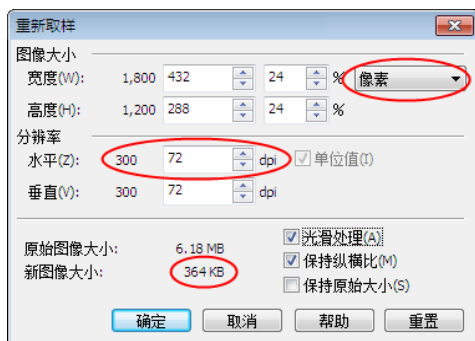 重新取样
图像大小
宽度(W): 1,800 432 24 % 像素
高度(H): 1,200 288 24 %
分辨率
水平(Z): 300 72 dpi 单位值(I)
垂直(V): 300 72 dpi
原始图像大小: 6.18 MB 光滑处理(A)
新图像大小: 364 KB 保持纵横比(M)
保持原始大小(S)
确定 取消 帮助 重置